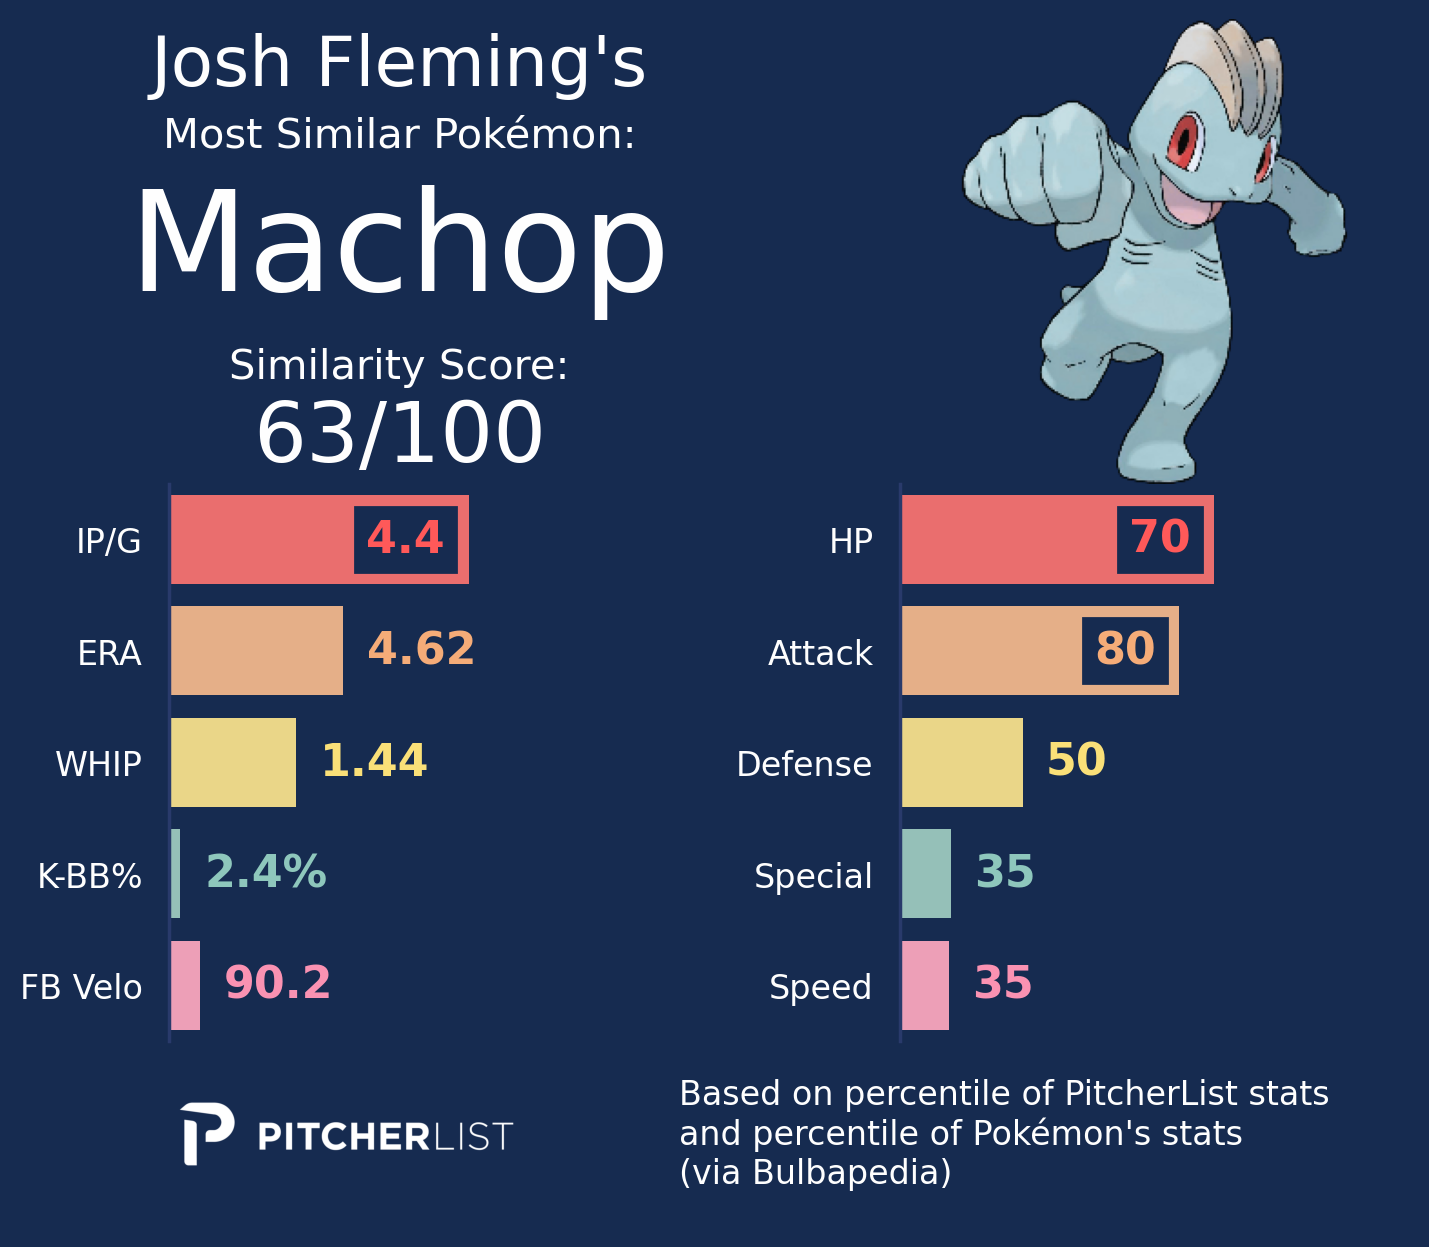 Josh Fleming's
Most Similar Pokémon:
Machop
Similarity Score:
63/100
IP/G 4.4
ERA 4.62
WHIP 1.44
K-BB% 2.4%
FB Velo 90.2
HP 70
Attack 80
Defense 50
Special 35
Speed 35
PITCHERLIST
Based on percentile of PitcherList stats
and percentile of Pokémon's stats
(via Bulbapedia)